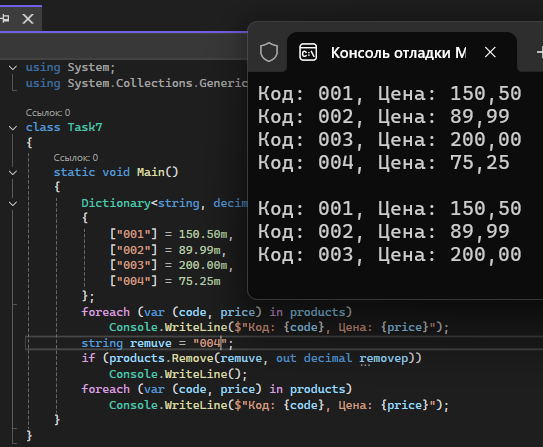 Консоль отладки M
Код: 001, Цена: 150,50
Код: 002, Цена: 89,99
Код: 003, Цена: 200,00
Код: 004, Цена: 75,25
Код: 001, Цена: 150,50
Код: 002, Цена: 89,99
Код: 003, Цена: 200,00
using System;
using System.Collections.Generic
Ссылок: 0
class Task7
{
Ссылок: 0
static void Main()
{
Dictionary<string, decim
{
["001"] = 150.50m,
["002"] = 89.99m,
["003"] = 200.00m,
["004"] = 75.25m
};
foreach (var (code, price) in products)
Console.WriteLine($"Код: {code}, Цена: {price}");
string remuve = "004";
if (products.Remove(remuve, out decimal removep))
Console.WriteLine();
foreach (var (code, price) in products)
Console.WriteLine($"Код: {code}, Цена: {price}");
}
}